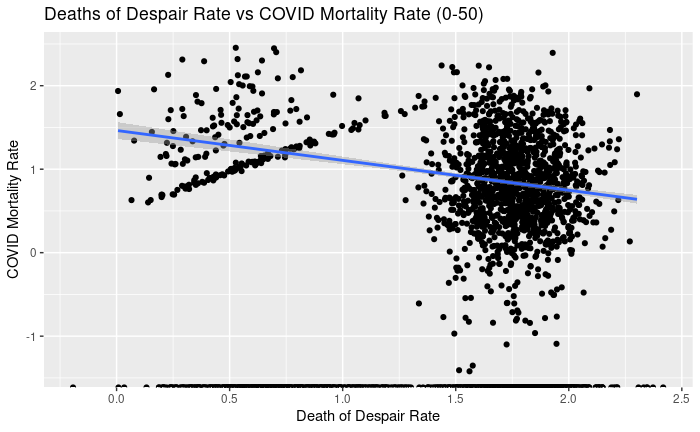 Deaths of Despair Rate vs COVID Mortality Rate (0-50)
COVID Mortality Rate
2
1
0
-1
0.0 0.5 1.0 1.5 2.0 2.5
Death of Despair Rate